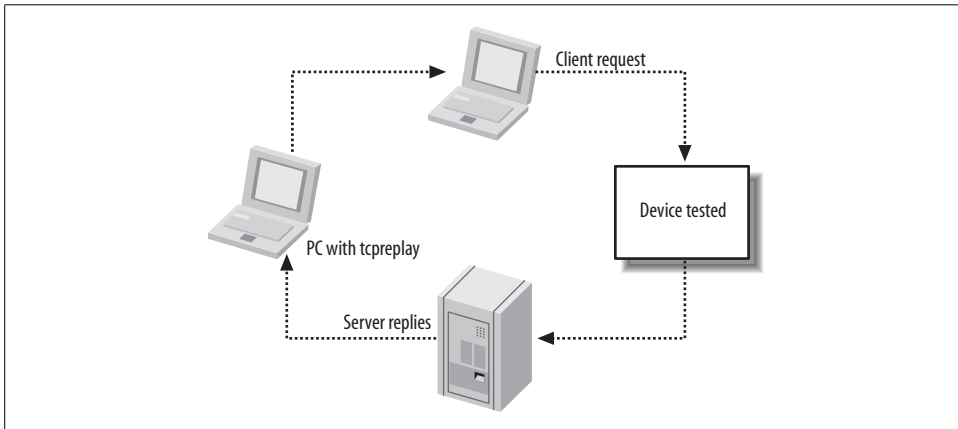 Client request
Device tested
PC with tcpreplay
Server replies